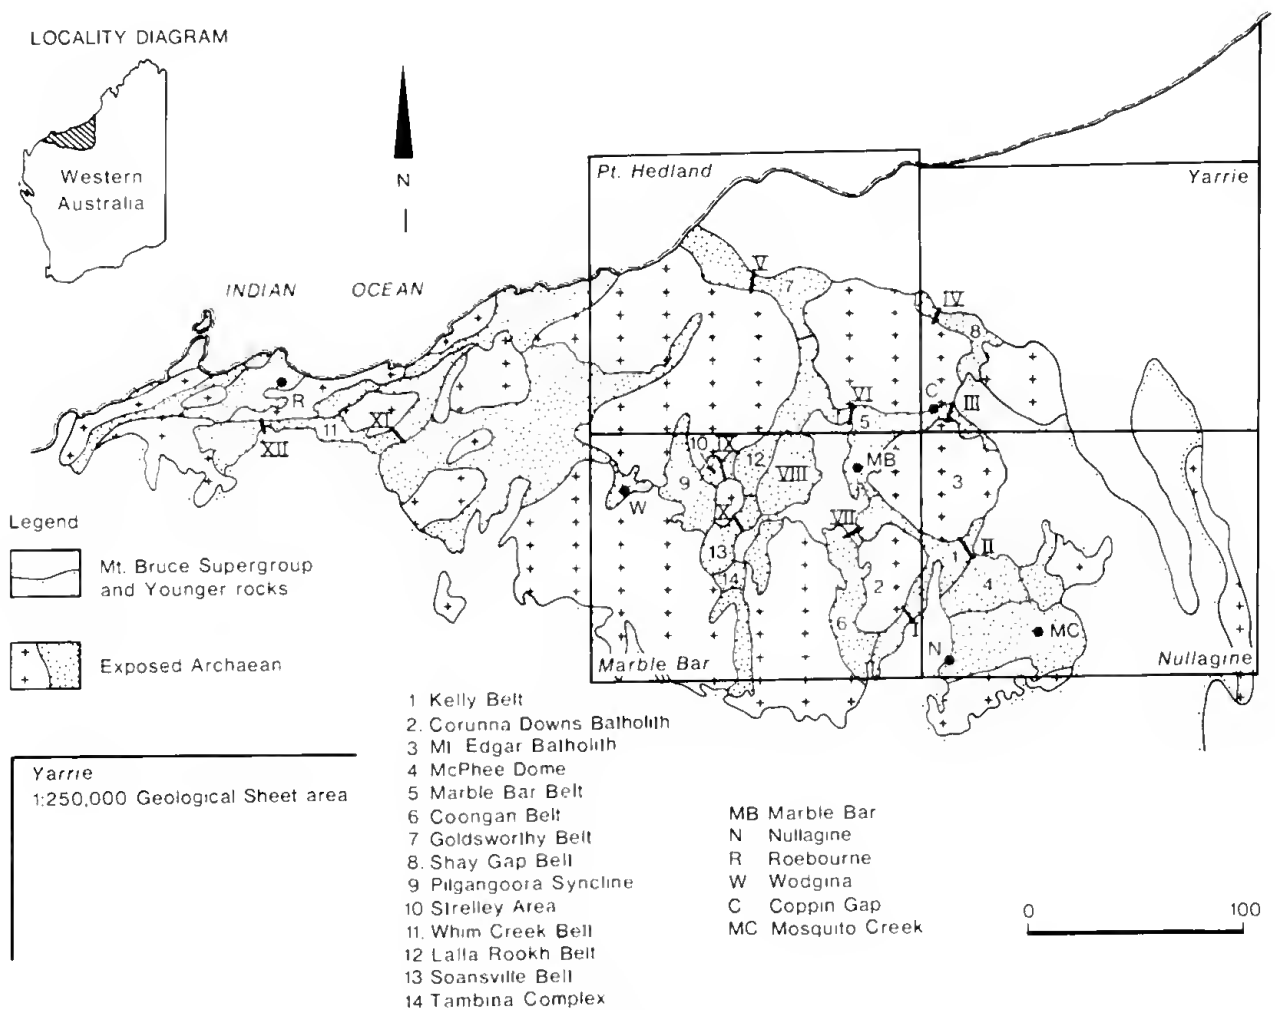 LOCALITY DIAGRAM
Western
Australia
N
INDIAN OCEAN
Pt. Hedland
Yarrie
V
7
IV
8
R
11
XI
XII
VI
5
C
III
10
IX
12
VIII
9
W
MB
3
X
VII
13
14
1
II
4
2
6
I
MC
N
Marble Bar
Nullagine
Legend
Mt. Bruce Supergroup
and Younger rocks
Exposed Archaean
Yarrie
1:250,000 Geological Sheet area
1 Kelly Belt
2. Corunna Downs Batholith
3 Mt Edgar Batholith
4 McPhee Dome
5 Marble Bar Belt
6 Coongan Belt
7 Goldsworthy Belt
8. Shay Gap Belt
9 Pilgangoora Syncline
10 Strelley Area
11. Whim Creek Belt
12 Lalla Rookh Belt
13 Soansville Belt
14 Tambina Complex
MB Marble Bar
N Nullagine
R Roebourne
W Wodgina
C Coppin Gap
MC Mosquito Creek
0 100